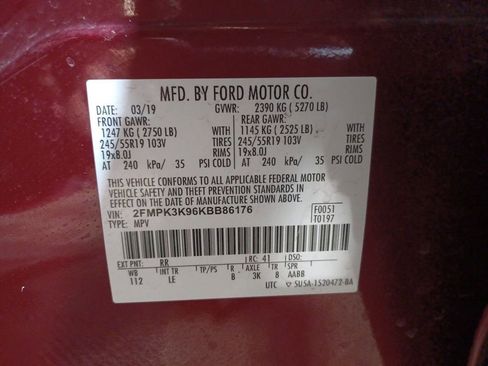 MFD. BY FORD MOTOR CO.
DATE: 03/19 GVWR: 2390 KG ( 5270 LB)
FRONT GAWR: REAR GAWR:
1247 KG ( 2750 LB) WITH 1145 KG ( 2525 LB) WITH
245/55R19 103V TIRES 245/55R19 103V TIRES
19x8.0J RIMS 19x8.0J RIMS
AT 240 kPa/ 35 PSI COLD AT 240 kPa/ 35 PSI COLD
THIS VEHICLE CONFORMS TO ALL APPLICABLE FEDERAL MOTOR
VEHICLE SAFETY AND THEFT PREVENTION STANDARDS IN
EFFECT ON THE DATE OF MANUFACTURE SHOWN ABOVE.
VIN: 2FMPK3K96KBB86176 F0051
TYPE: MPV T0197
EXT PNT: RR RC: 41 DSO:
WB INT TR TP/PS R AXLE TR SPR
112 LE B 3K 8 AABB
UTC ▽ SU5A-1520472-BA